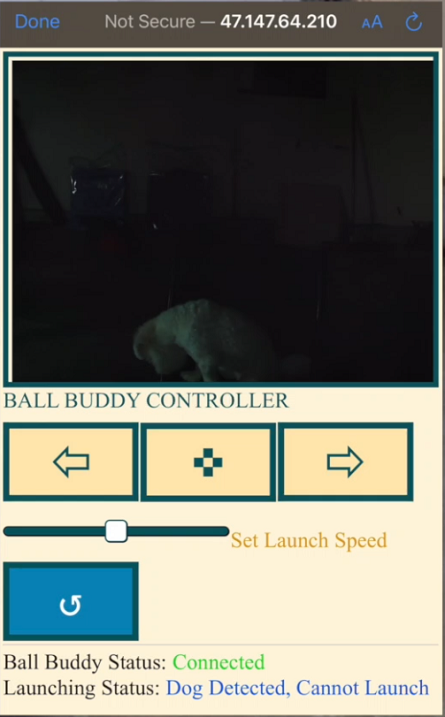 Done Not Secure — 47.147.64.210 AA
BALL BUDDY CONTROLLER
Set Launch Speed
Ball Buddy Status: Connected
Launching Status: Dog Detected, Cannot Launch